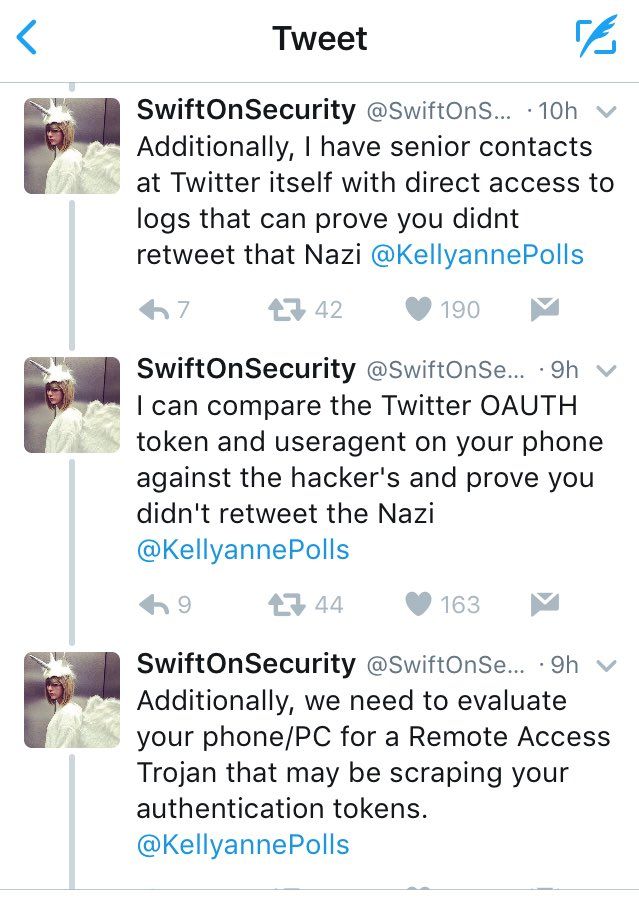 Tweet
SwiftOnSecurity @SwiftOnS... · 10h
Additionally, I have senior contacts
at Twitter itself with direct access to
logs that can prove you didnt
retweet that Nazi @KellyannePolls
7 42 190
SwiftOnSecurity @SwiftOnSe... · 9h
I can compare the Twitter OAUTH
token and useragent on your phone
against the hacker's and prove you
didn't retweet the Nazi
@KellyannePolls
9 44 163
SwiftOnSecurity @SwiftOnSe... · 9h
Additionally, we need to evaluate
your phone/PC for a Remote Access
Trojan that may be scraping your
authentication tokens.
@KellyannePolls